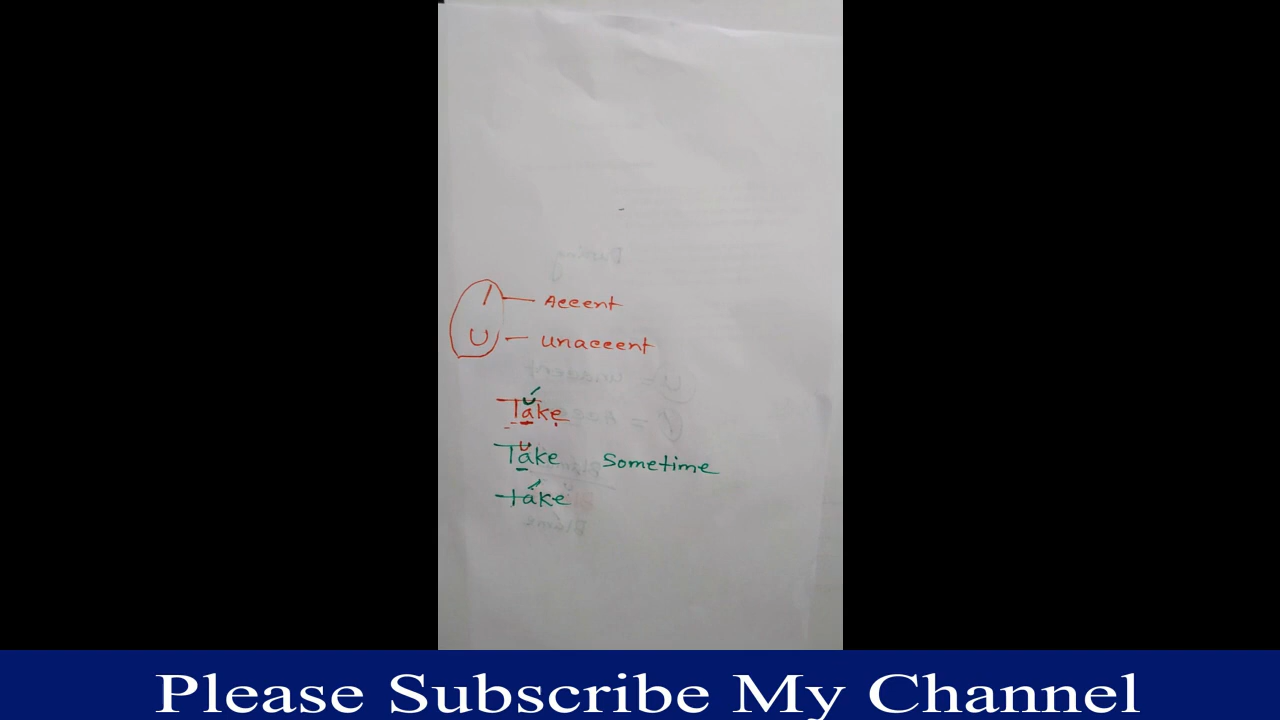 / — Accent
U — unaccent
Take
Take Sometime
take
Please Subscribe My Channel